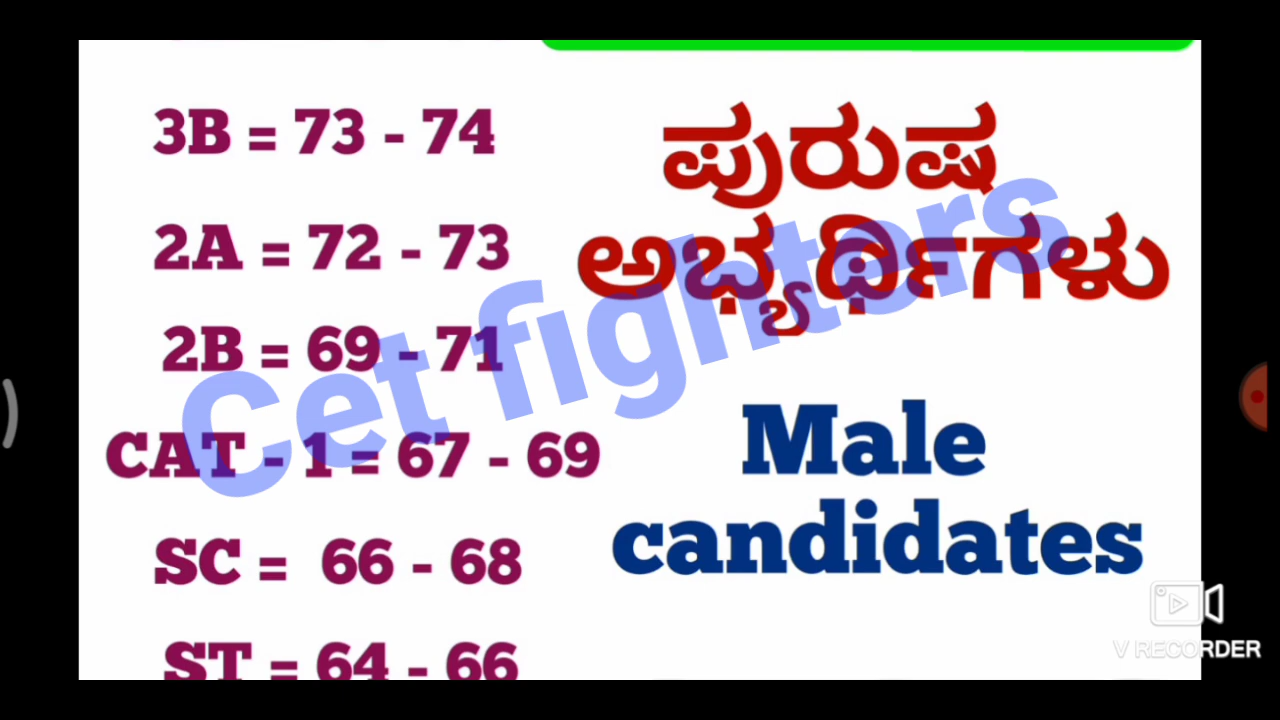 3B = 73 - 74
2A = 72 - 73
2B = 69 - 71
CAT - 1 = 67 - 69
SC = 66 - 68
ST = 64 - 66
ಪುರುಷ
ಅಭ್ಯರ್ಥಿಗಳು
Male
candidates
Cet fighters
V RECORDER